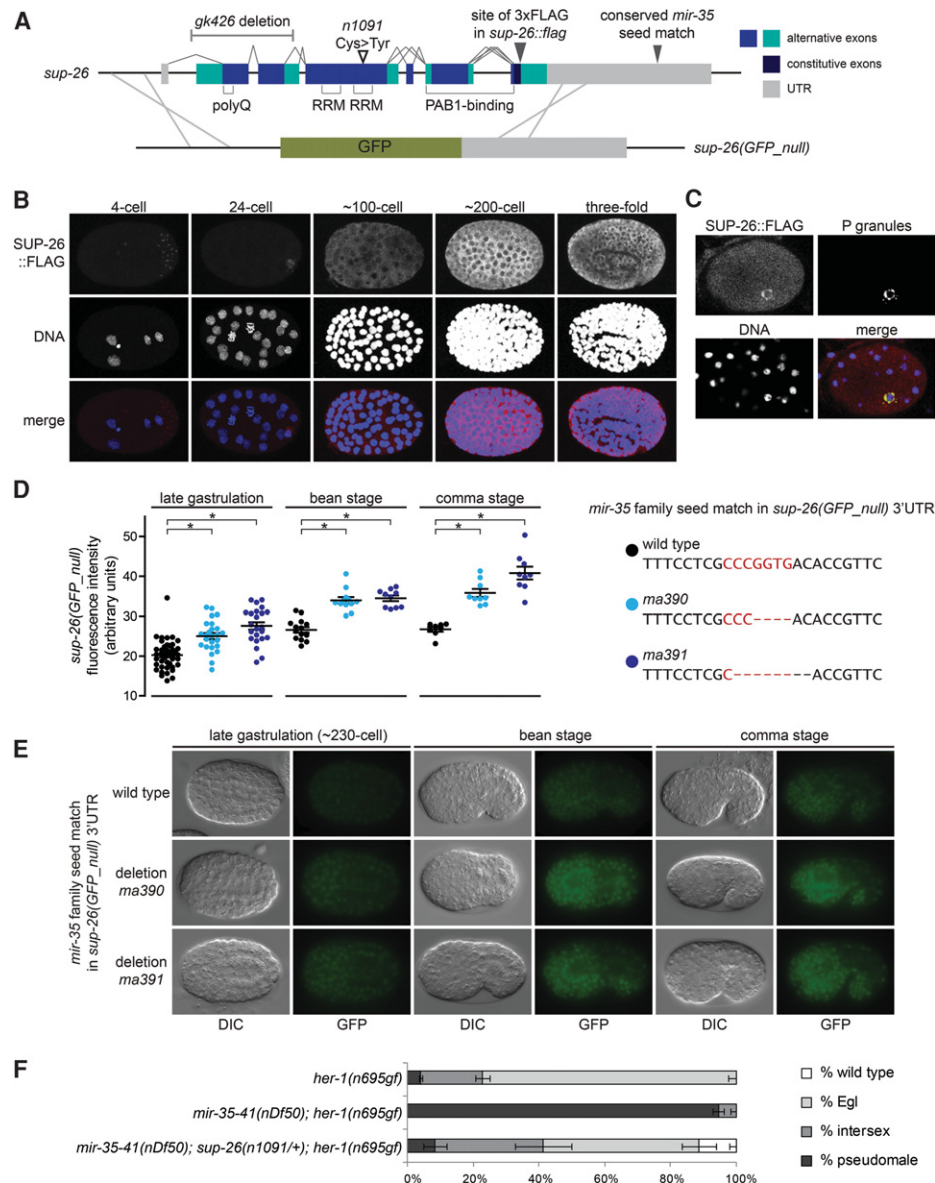 A
gk426 deletion
n1091
Cys>Tyr
site of 3xFLAG
in sup-26::flag
conserved mir-35
seed match
alternative exons
constitutive exons
UTR
sup-26
polyQ
RRM RRM
PAB1-binding
GFP
sup-26(GFP_null)
B
4-cell
24-cell
~100-cell
~200-cell
three-fold
SUP-26
::FLAG
DNA
merge
C
SUP-26::FLAG
P granules
DNA
merge
D
late gastrulation
bean stage
comma stage
*
*
*
*
*
*
sup-26(GFP_null)
fluorescence intensity
(arbitrary units)
50
40
30
20
10
mir-35 family seed match in sup-26(GFP_null) 3'UTR
wild type
TTTCCTCGCCCGGTGACACCGTTC
ma390
TTTCCTCGCCC----ACACCGTTC
ma391
TTTCCTCGC--------ACCGTTC
E
late gastrulation (~230-cell)
bean stage
comma stage
mir-35 family seed match
in sup-26(GFP_null) 3'UTR
wild type
deletion
ma390
deletion
ma391
DIC
GFP
DIC
GFP
DIC
GFP
F
her-1(n695gf)
mir-35-41(nDf50); her-1(n695gf)
mir-35-41(nDf50); sup-26(n1091/+); her-1(n695gf)
0%
20%
40%
60%
80%
100%
% wild type
% Egl
% intersex
% pseudomale